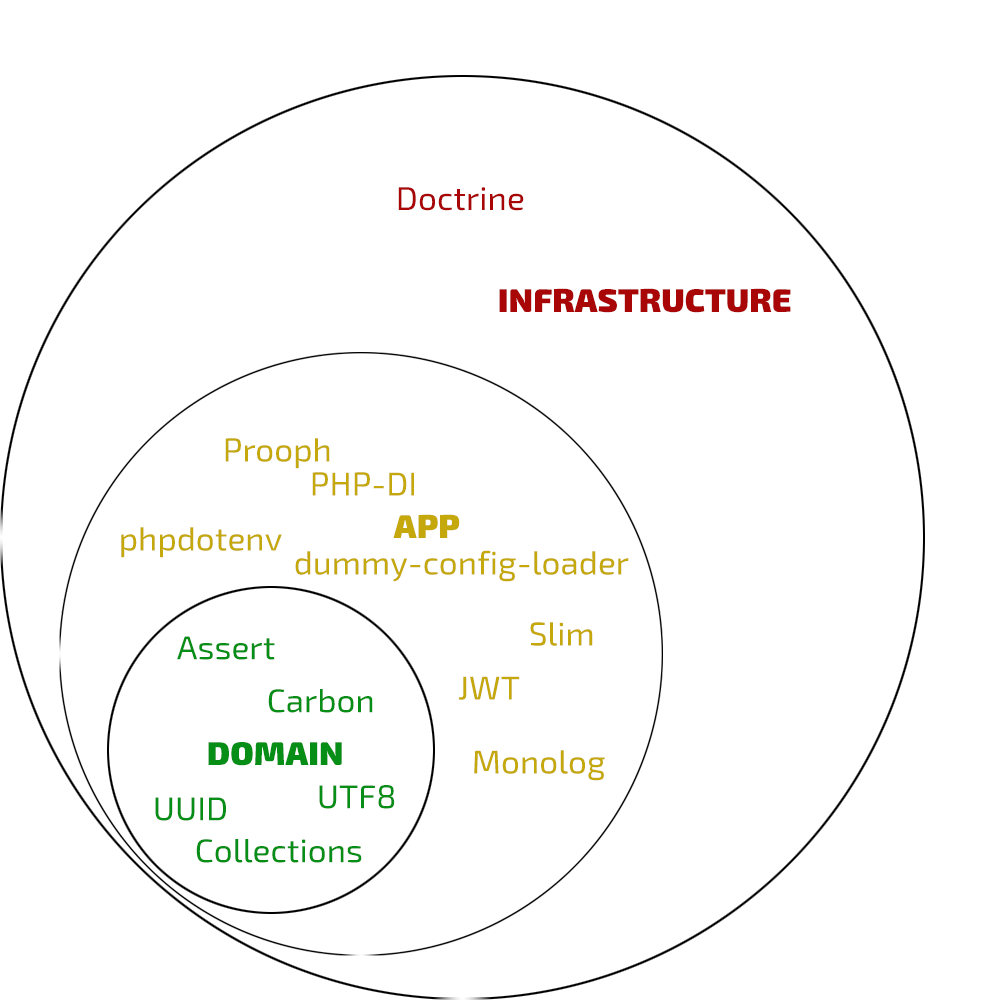 Doctrine
INFRASTRUCTURE
Prooph
PHP-DI
APP
phpdotenv
dummy-config-loader
Slim
Assert
JWT
Carbon
DOMAIN
Monolog
UTF8
UUID
Collections